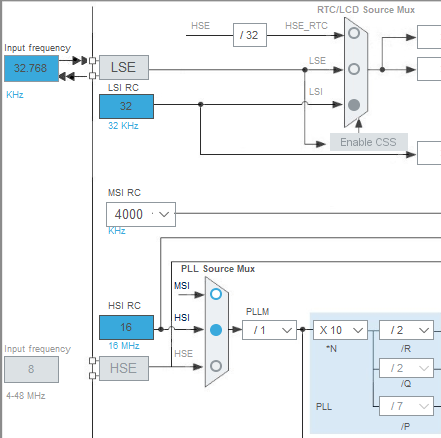 RTC/LCD Source Mux
HSE
/ 32
HSE_RTC
Input frequency
32.768
KHz
LSE
LSE
LSI RC
32
32 KHz
LSI
Enable CSS
MSI RC
4000
KHz
PLL Source Mux
MSI
HSI RC
16
16 MHz
HSI
PLLM
/ 1
X 10
*N
/ 2
/R
Input frequency
8
4-48 MHz
HSE
HSE
/ 2
/Q
PLL
/ 7
/P